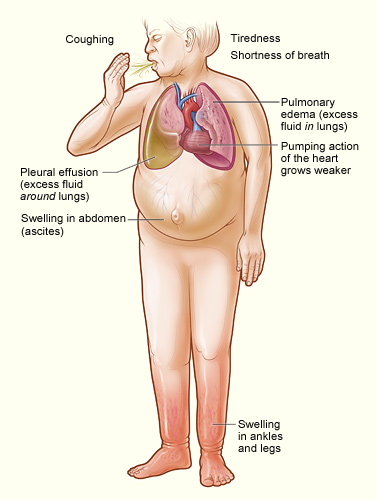 Coughing
Tiredness
Shortness of breath
Pulmonary
edema (excess
fluid in lungs)
Pumping action
of the heart
grows weaker
Pleural effusion
(excess fluid
around lungs)
Swelling in abdomen
(ascites)
Swelling
in ankles
and legs